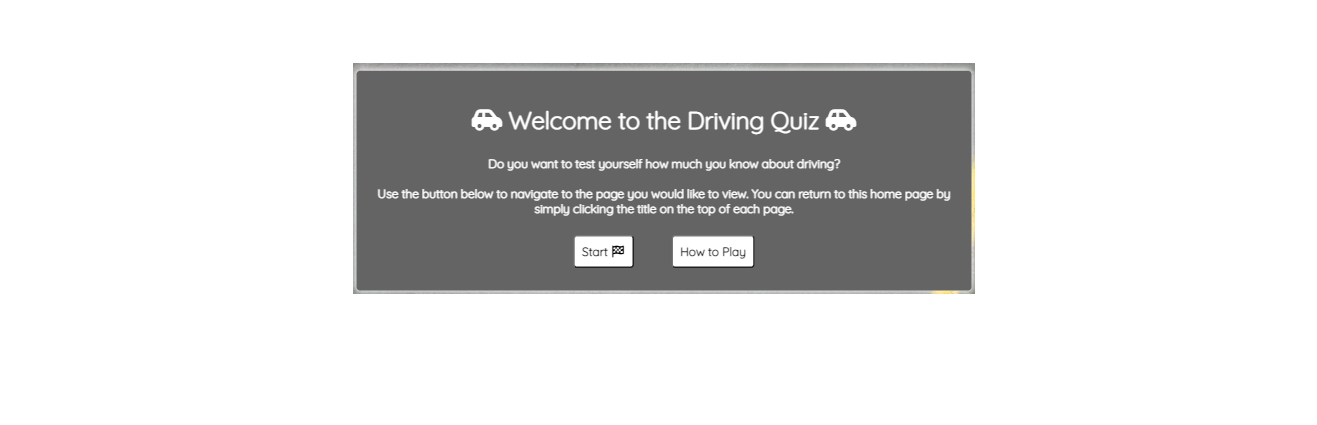 Welcome to the Driving Quiz
Do you want to test yourself how much you know about driving?
Use the button below to navigate to the page you would like to view. You can return to this home page by
simply clicking the title on the top of each page.
Start
How to Play